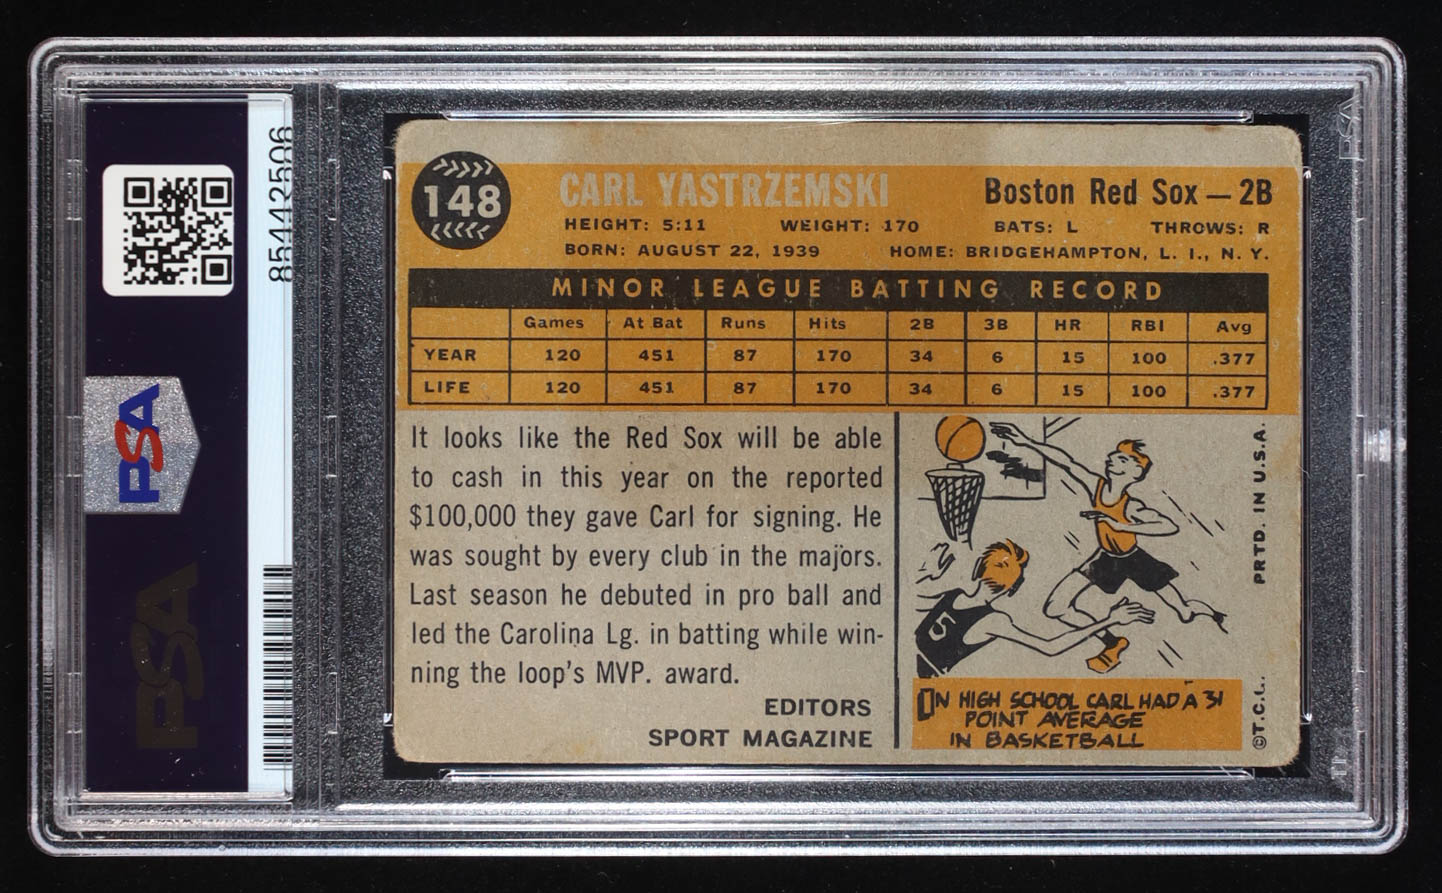 85442506
PSA
PSA
148
CARL YASTRZEMSKI
Boston Red Sox — 2B
HEIGHT: 5:11 WEIGHT: 170 BATS: L THROWS: R
BORN: AUGUST 22, 1939 HOME: BRIDGEHAMPTON, L. I., N. Y.
MINOR LEAGUE BATTING RECORD
Games At Bat Runs Hits 2B 3B HR RBI Avg
YEAR 120 451 87 170 34 6 15 100 .377
LIFE 120 451 87 170 34 6 15 100 .377
It looks like the Red Sox will be able
to cash in this year on the reported
$100,000 they gave Carl for signing. He
was sought by every club in the majors.
Last season he debuted in pro ball and
led the Carolina Lg. in batting while win-
ning the loop's MVP. award.
EDITORS
SPORT MAGAZINE
5
IN HIGH SCHOOL CARL HAD A 31
POINT AVERAGE
IN BASKETBALL
©T.C.G. PRTD. IN U.S.A.
PSA